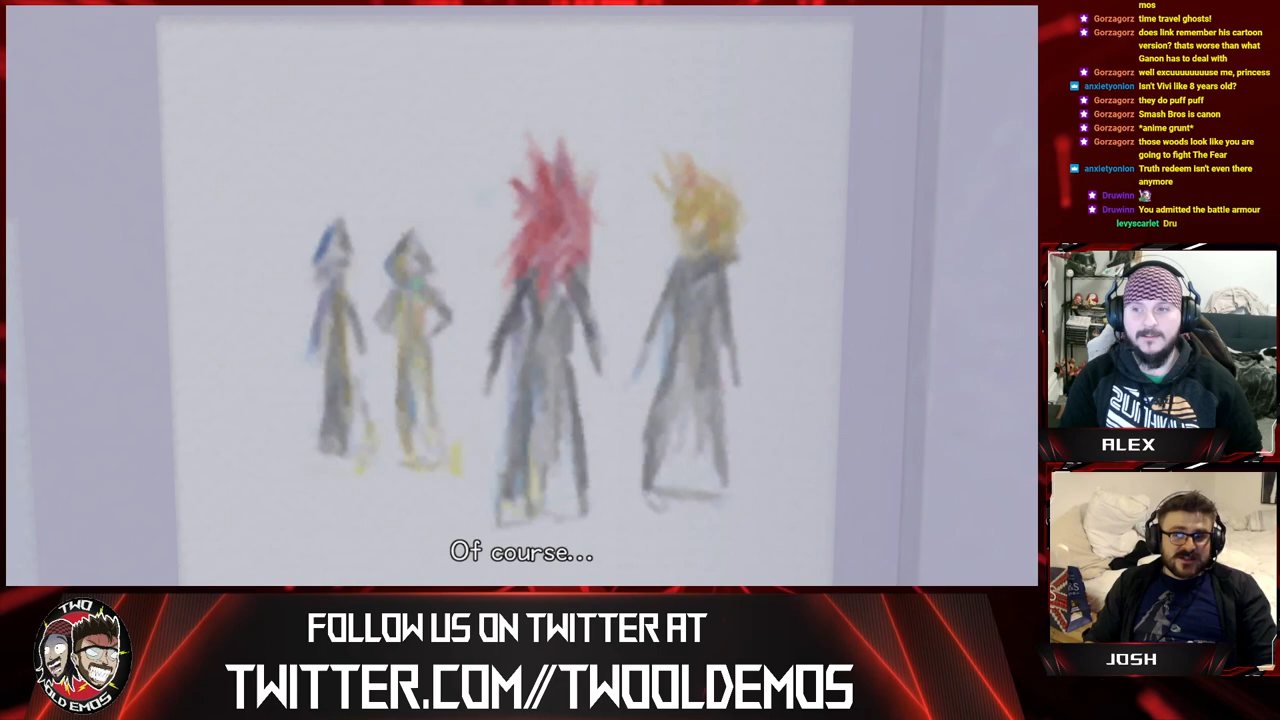 mos
Gorzagorz time travel ghosts!
Gorzagorz does link remember his cartoon
version? thats worse than what
Ganon has to deal with
Gorzagorz well excuuuuuuuuse me, princess
anxietyonion Isn't Vivi like 8 years old?
Gorzagorz they do puff puff
Gorzagorz Smash Bros is canon
Gorzagorz *anime grunt*
Gorzagorz those woods look like you are
going to fight The Fear
anxietyonion Truth redeem isn't even there
anymore
Druwinn
Druwinn You admitted the battle armour
levyscarlet Dru
Of course...
ALEX
JOSH
TWO
OLD EMOS
FOLLOW US ON TWITTER AT
TWITTER.COM//TWOOLDEMOS